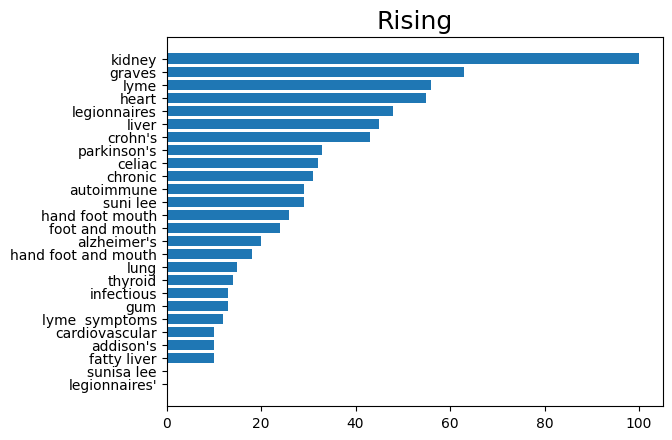 Rising
kidney
graves
lyme
heart
legionnaires
liver
crohn's
parkinson's
celiac
chronic
autoimmune
suni lee
hand foot mouth
foot and mouth
alzheimer's
hand foot and mouth
lung
thyroid
infectious
gum
lyme  symptoms
cardiovascular
addison's
fatty liver
sunisa lee
legionnaires'
0 20 40 60 80 100